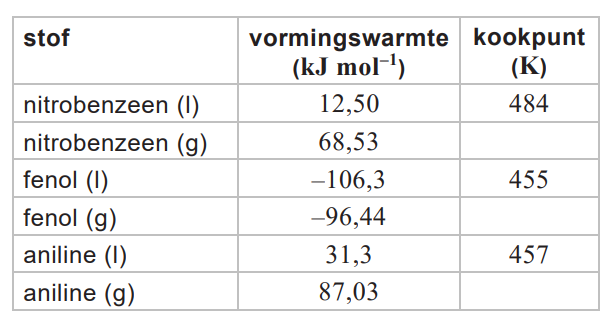 stof vormingswarmte kookpunt
(kJ mol⁻¹) (K)
nitrobenzeen (l) 12,50 484
nitrobenzeen (g) 68,53
fenol (l) –106,3 455
fenol (g) –96,44
aniline (l) 31,3 457
aniline (g) 87,03